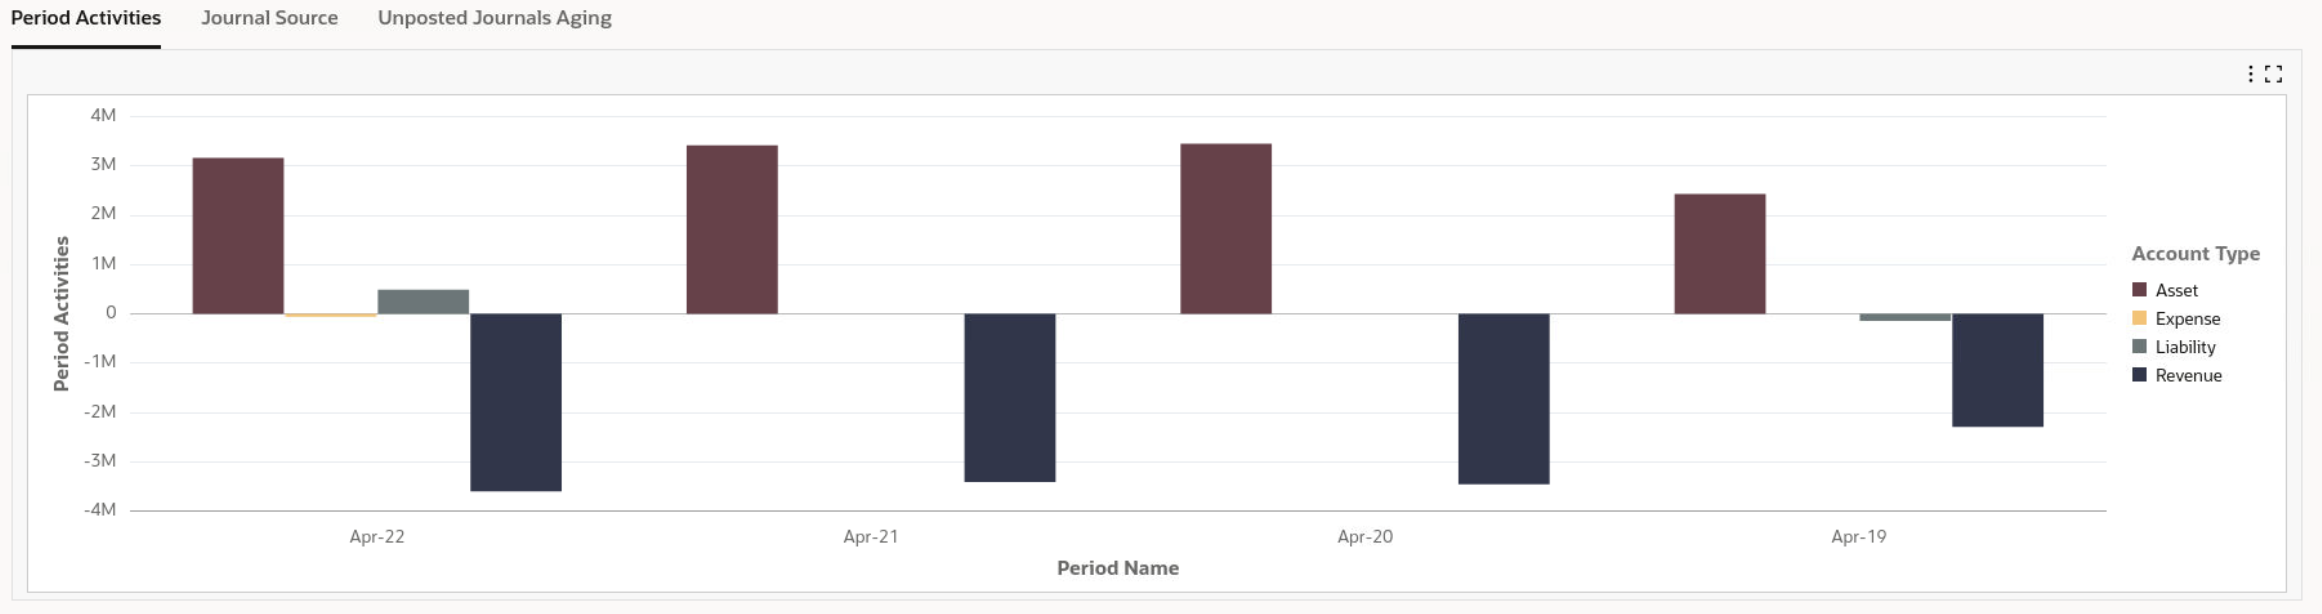 Period Activities Journal Source Unposted Journals Aging
4M
3M
2M
1M
0
-1M
-2M
-3M
-4M
Period Activities
Apr-22 Apr-21 Apr-20 Apr-19
Period Name
Account Type
Asset
Expense
Liability
Revenue